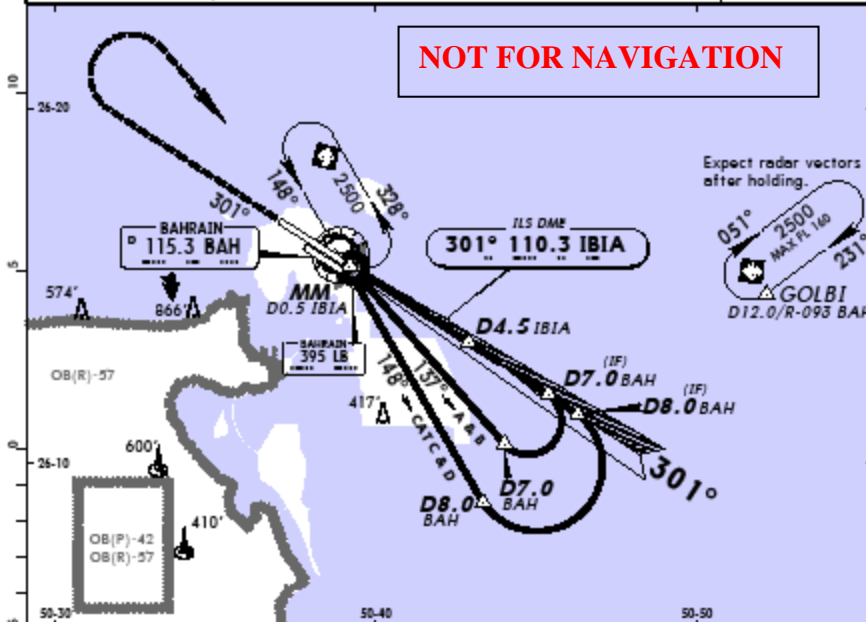 NOT FOR NAVIGATION
26-20
10
Expect radar vectors
after holding.
148°
2500
328°
301°
BAHRAIN
115.3 BAH
ILS DME
301° 110.3 IBIA
051°
2500
MAX FL 160
231°
GOLBI
D12.0/R-093 BAH
5
MM
D0.5 IBIA
574'
866'
BAHRAIN
395 LB
D4.5 IBIA
OB(R)-57
(IF)
D7.0 BAH
(IF)
D8.0 BAH
137°
A & B
148°
CAT C & D
417'
600'
0
26-10
301°
D7.0
BAH
D8.0
BAH
410'
OB(P)-42
OB(R)-57
50-30
50-40
50-50